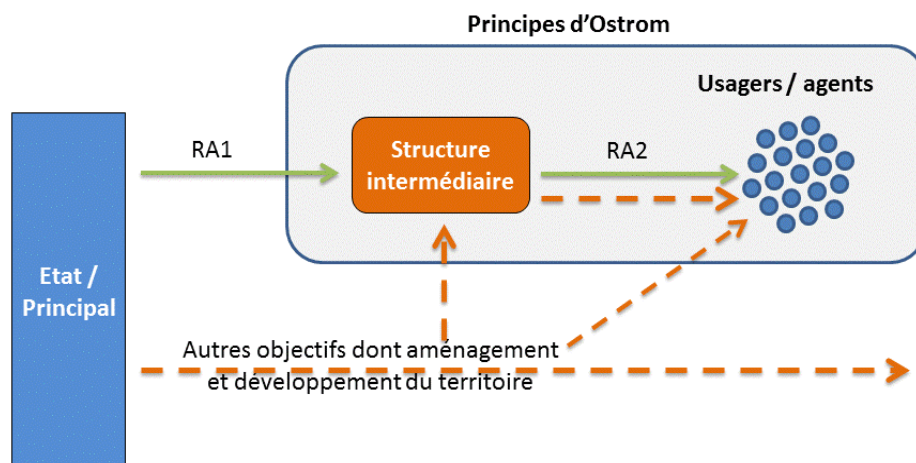 Principes d’Ostrom
Usagers / agents
RA1
Structure
intermédiaire
RA2
Etat /
Principal
Autres objectifs dont aménagement
et développement du territoire